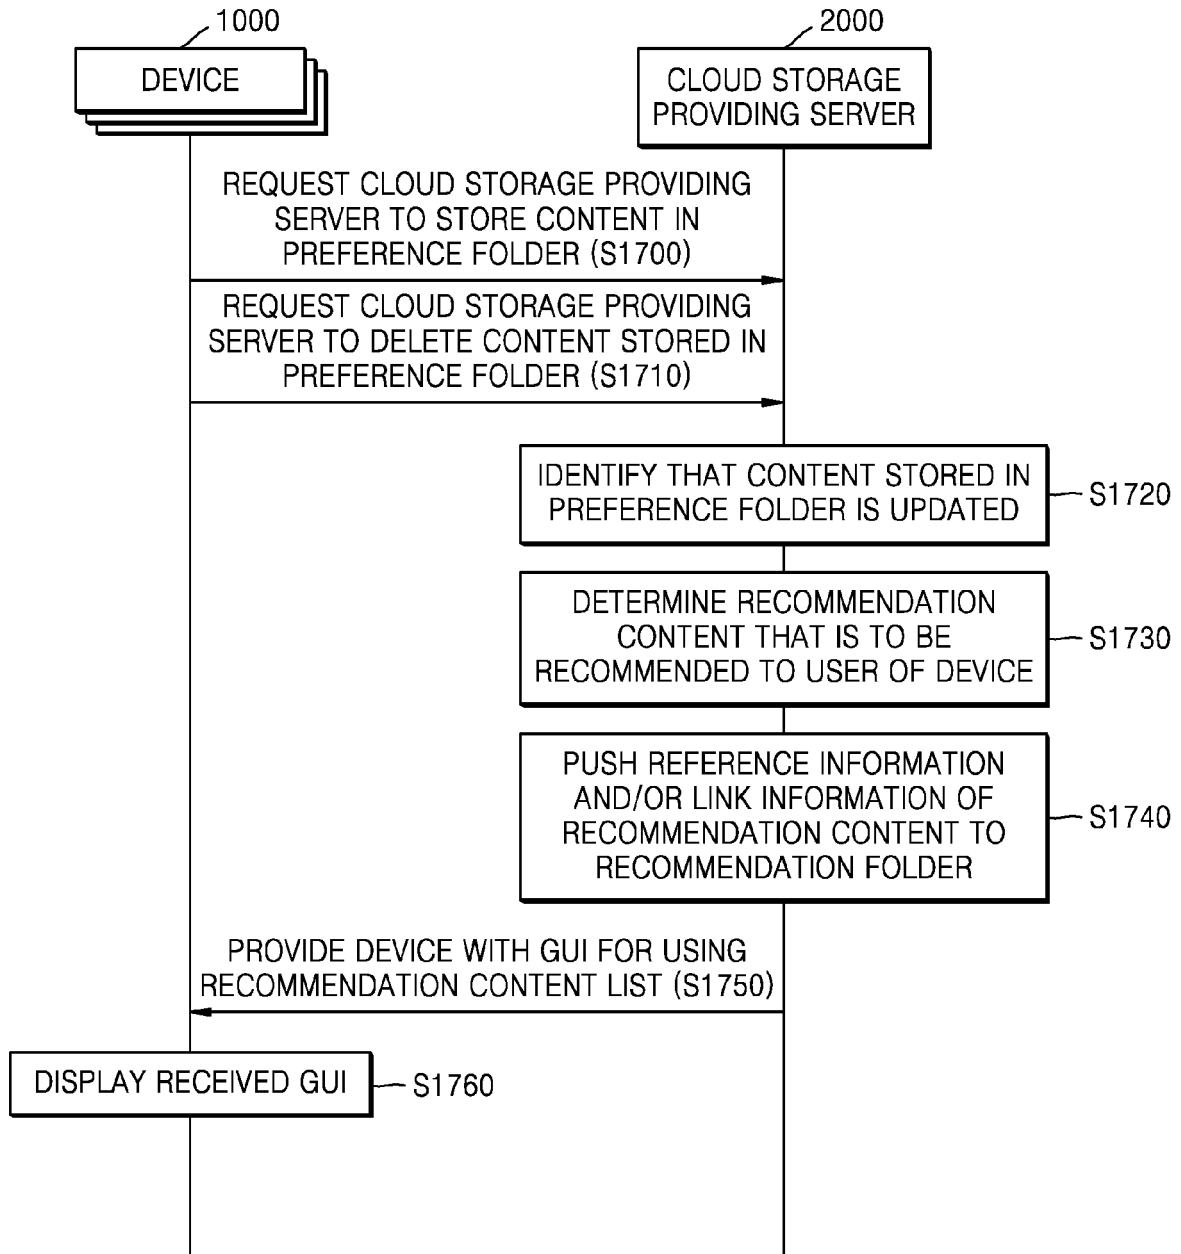 1000
2000
DEVICE
CLOUD STORAGE
PROVIDING SERVER
REQUEST CLOUD STORAGE PROVIDING
SERVER TO STORE CONTENT IN
PREFERENCE FOLDER (S1700)
REQUEST CLOUD STORAGE PROVIDING
SERVER TO DELETE CONTENT STORED IN
PREFERENCE FOLDER (S1710)
IDENTIFY THAT CONTENT STORED IN
PREFERENCE FOLDER IS UPDATED
S1720
DETERMINE RECOMMENDATION
CONTENT THAT IS TO BE
RECOMMENDED TO USER OF DEVICE
S1730
PUSH REFERENCE INFORMATION
AND/OR LINK INFORMATION OF
RECOMMENDATION CONTENT TO
RECOMMENDATION FOLDER
S1740
PROVIDE DEVICE WITH GUI FOR USING
RECOMMENDATION CONTENT LIST (S1750)
DISPLAY RECEIVED GUI
S1760